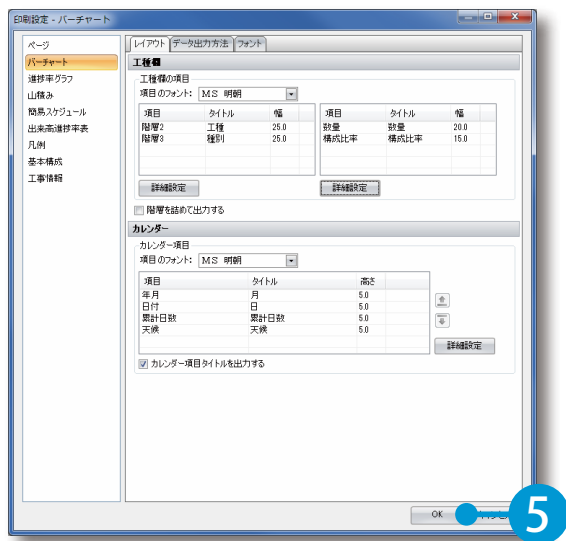 印刷設定 - バーチャート
ページ
バーチャート
進捗率グラフ
山積み
簡易スケジュール
出来高進捗率表
凡例
基本構成
工事情報
レイアウト データ出力方法 フォント
工種欄
工種欄の項目
項目のフォント: MS 明朝
項目 タイトル 幅
階層2 工種 25.0
階層3 種別 25.0
項目 タイトル 幅
数量 数量 20.0
構成比率 構成比率 15.0
詳細設定 詳細設定
階層を詰めて出力する
カレンダー
カレンダー項目
項目のフォント: MS 明朝
項目 タイトル 高さ
年月 月 5.0
日付 日 5.0
累計日数 累計日数 5.0
天候 天候 5.0
詳細設定
カレンダー項目タイトルを出力する
OK
5